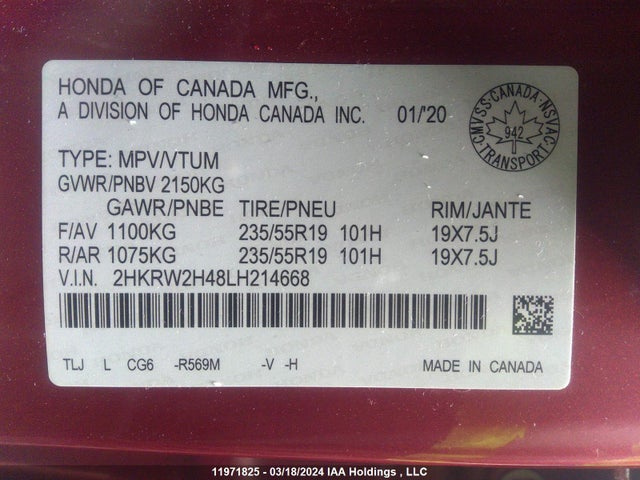 HONDA OF CANADA MFG.,
A DIVISION OF HONDA CANADA INC. 01/'20
CMVSS · CANADA · NSVAC
942
TRANSPORT
TYPE: MPV/VTUM
GVWR/PNBV 2150KG
GAWR/PNBE TIRE/PNEU RIM/JANTE
F/AV 1100KG 235/55R19 101H 19X7.5J
R/AR 1075KG 235/55R19 101H 19X7.5J
V.I.N. 2HKRW2H48LH214668
TLJ L CG6 -R569M -V -H MADE IN CANADA
11971825 - 03/18/2024 IAA Holdings , LLC